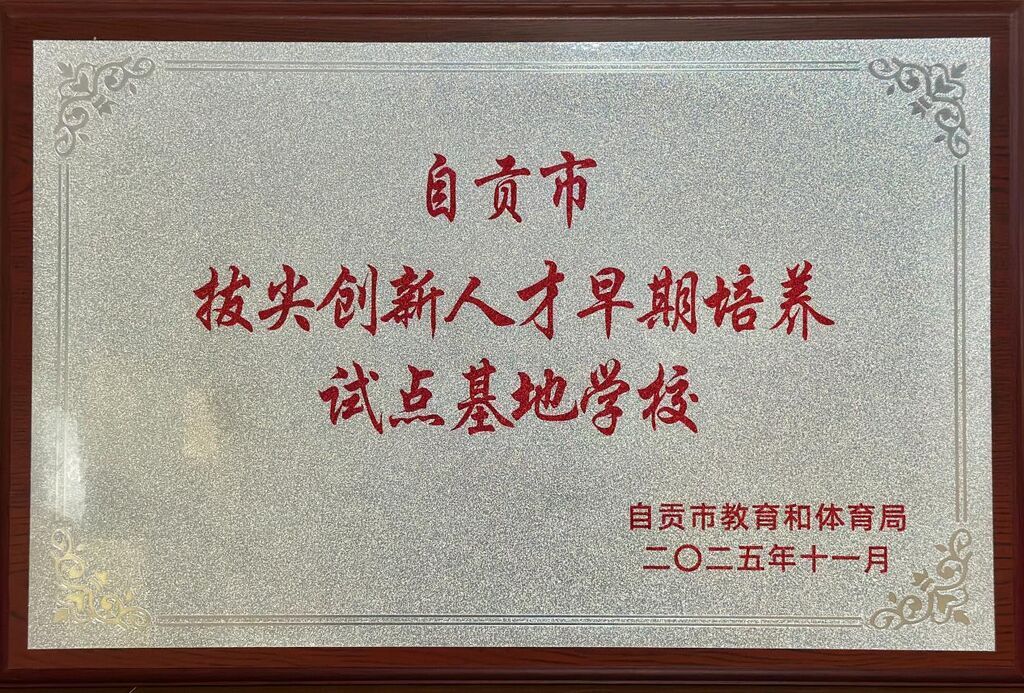 自贡市
拔尖创新人才早期培养
试点基地学校
自贡市教育和体育局
二〇二五年十一月